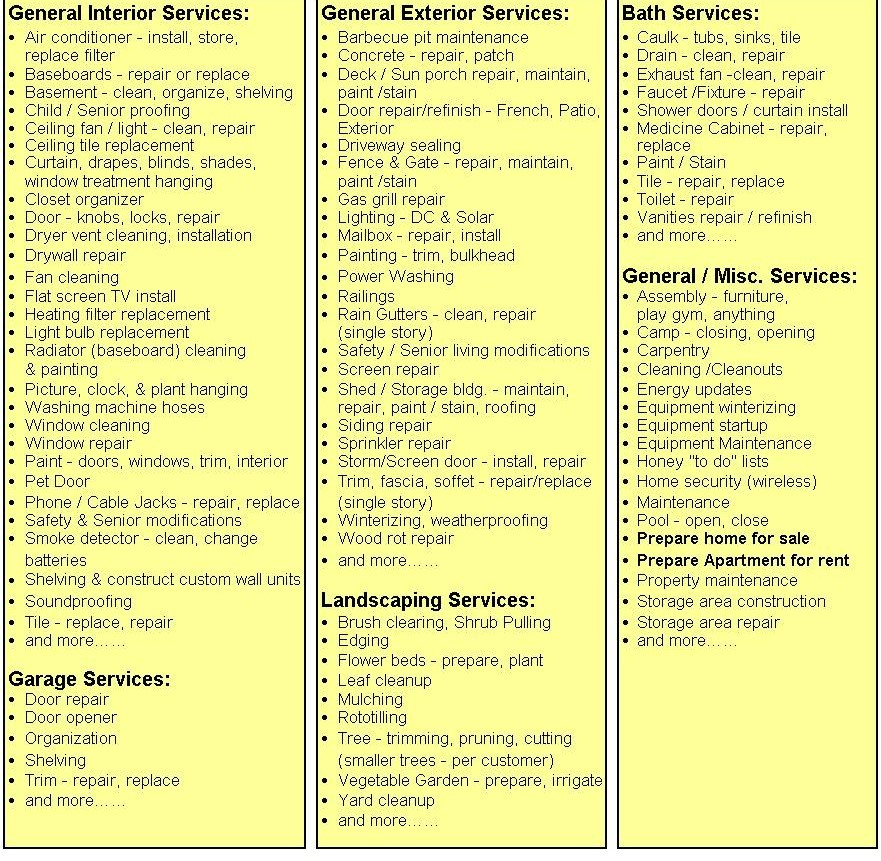 General Interior Services:
• Air conditioner - install, store,
replace filter
• Baseboards - repair or replace
• Basement - clean, organize, shelving
• Child / Senior proofing
• Ceiling fan / light - clean, repair
• Ceiling tile replacement
• Curtain, drapes, blinds, shades,
window treatment hanging
• Closet organizer
• Door - knobs, locks, repair
• Dryer vent cleaning, installation
• Drywall repair
• Fan cleaning
• Flat screen TV install
• Heating filter replacement
• Light bulb replacement
• Radiator (baseboard) cleaning
& painting
• Picture, clock, & plant hanging
• Washing machine hoses
• Window cleaning
• Window repair
• Paint - doors, windows, trim, interior
• Pet Door
• Phone / Cable Jacks - repair, replace
• Safety & Senior modifications
• Smoke detector - clean, change
batteries
• Shelving & construct custom wall units
• Soundproofing
• Tile - replace, repair
• and more……
Garage Services:
• Door repair
• Door opener
• Organization
• Shelving
• Trim - repair, replace
• and more……
General Exterior Services:
• Barbecue pit maintenance
• Concrete - repair, patch
• Deck / Sun porch repair, maintain,
paint /stain
• Door repair/refinish - French, Patio,
Exterior
• Driveway sealing
• Fence & Gate - repair, maintain,
paint /stain
• Gas grill repair
• Lighting - DC & Solar
• Mailbox - repair, install
• Painting - trim, bulkhead
• Power Washing
• Railings
• Rain Gutters - clean, repair
(single story)
• Safety / Senior living modifications
• Screen repair
• Shed / Storage bldg. - maintain,
repair, paint / stain, roofing
• Siding repair
• Sprinkler repair
• Storm/Screen door - install, repair
• Trim, fascia, soffet - repair/replace
(single story)
• Winterizing, weatherproofing
• Wood rot repair
• and more……
Landscaping Services:
• Brush clearing, Shrub Pulling
• Edging
• Flower beds - prepare, plant
• Leaf cleanup
• Mulching
• Rototilling
• Tree - trimming, pruning, cutting
(smaller trees - per customer)
• Vegetable Garden - prepare, irrigate
• Yard cleanup
• and more……
Bath Services:
• Caulk - tubs, sinks, tile
• Drain - clean, repair
• Exhaust fan -clean, repair
• Faucet /Fixture - repair
• Shower doors / curtain install
• Medicine Cabinet - repair,
replace
• Paint / Stain
• Tile - repair, replace
• Toilet - repair
• Vanities repair / refinish
• and more……
General / Misc. Services:
• Assembly - furniture,
play gym, anything
• Camp - closing, opening
• Carpentry
• Cleaning /Cleanouts
• Energy updates
• Equipment winterizing
• Equipment startup
• Equipment Maintenance
• Honey "to do" lists
• Home security (wireless)
• Maintenance
• Pool - open, close
• Prepare home for sale
• Prepare Apartment for rent
• Property maintenance
• Storage area construction
• Storage area repair
• and more……